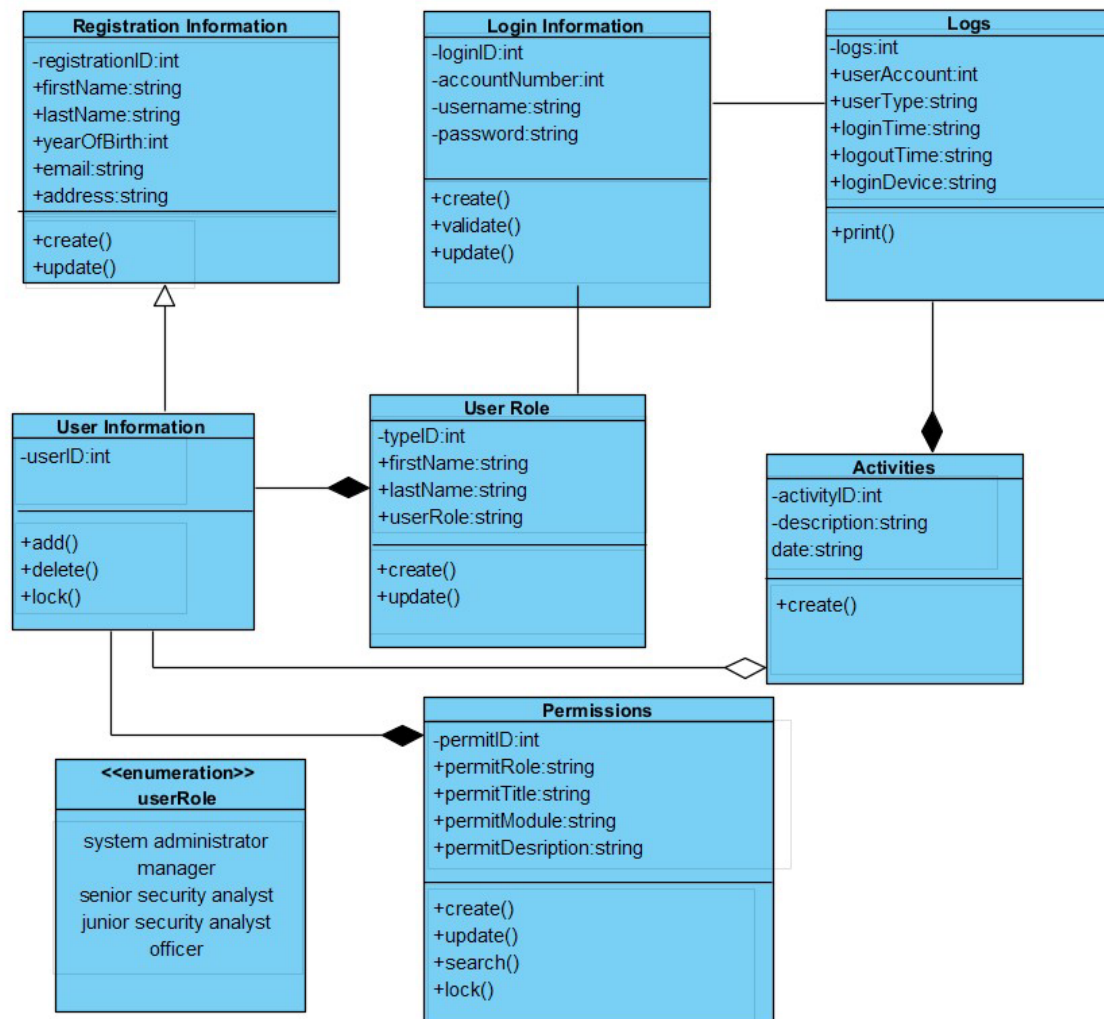 Registration Information
-registrationID:int
+firstName:string
+lastName:string
+yearOfBirth:int
+email:string
+address:string
+create()
+update()
Login Information
-loginID:int
-accountNumber:int
-username:string
-password:string
+create()
+validate()
+update()
Logs
-logs:int
+userAccount:int
+userType:string
+loginTime:string
+logoutTime:string
+loginDevice:string
+print()
User Information
-userID:int
+add()
+delete()
+lock()
User Role
-typeID:int
+firstName:string
+lastName:string
+userRole:string
+create()
+update()
Activities
-activityID:int
-description:string
date:string
+create()
<<enumeration>>
userRole
system administrator
manager
senior security analyst
junior security analyst
officer
Permissions
-permitID:int
+permitRole:string
+permitTitle:string
+permitModule:string
+permitDesription:string
+create()
+update()
+search()
+lock()